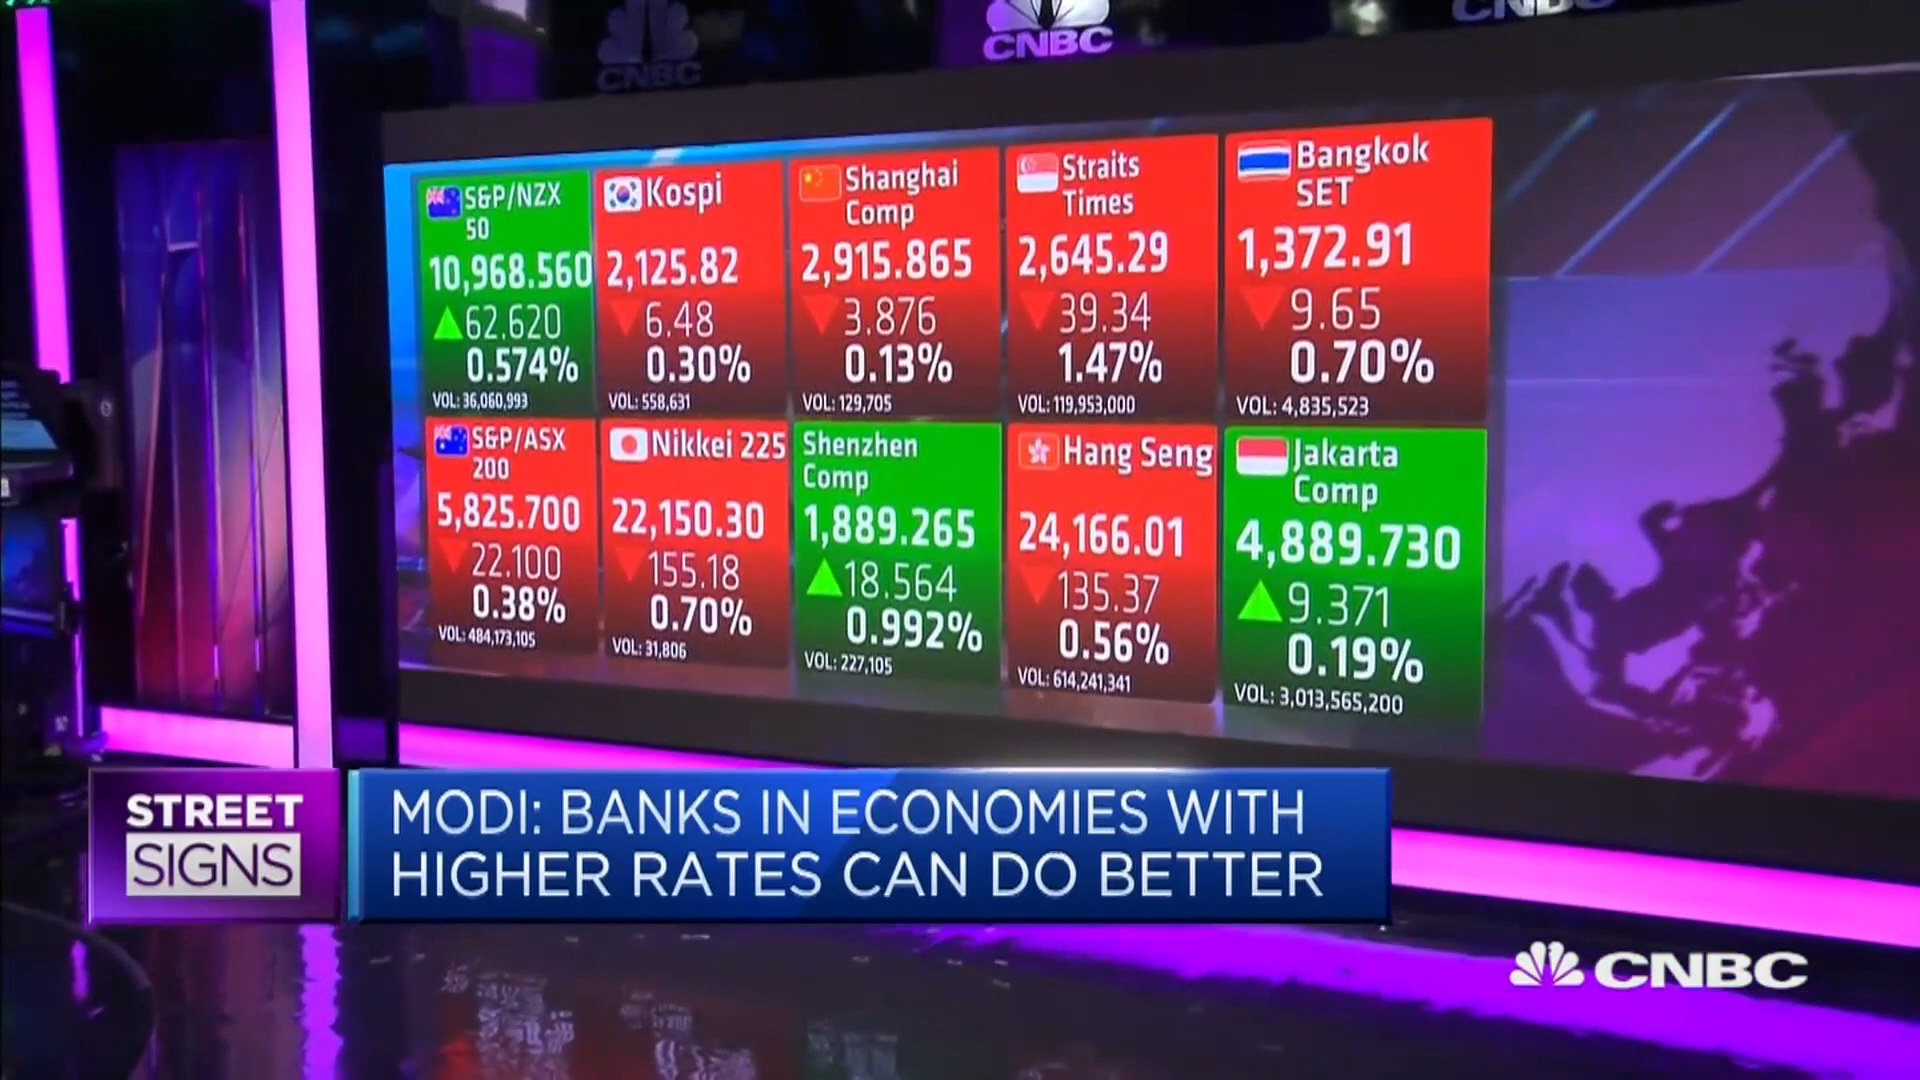 CNBC
CNBC
CNBC
S&P/NZX
50
10,968.560
62.620
0.574%
VOL: 36,060,993
Kospi
2,125.82
6.48
0.30%
VOL: 558,631
Shanghai
Comp
2,915.865
3.876
0.13%
VOL: 129,705
Straits
Times
2,645.29
39.34
1.47%
VOL: 119,953,000
Bangkok
SET
1,372.91
9.65
0.70%
VOL: 4,835,523
S&P/ASX
200
5,825.700
22.100
0.38%
VOL: 484,173,105
Nikkei 225
22,150.30
155.18
0.70%
VOL: 31,806
Shenzhen
Comp
1,889.265
18.564
0.992%
VOL: 227,105
Hang Seng
24,166.01
135.37
0.56%
VOL: 614,241,341
Jakarta
Comp
4,889.730
9.371
0.19%
VOL: 3,013,565,200
STREET
SIGNS
MODI: BANKS IN ECONOMIES WITH
HIGHER RATES CAN DO BETTER
CNBC